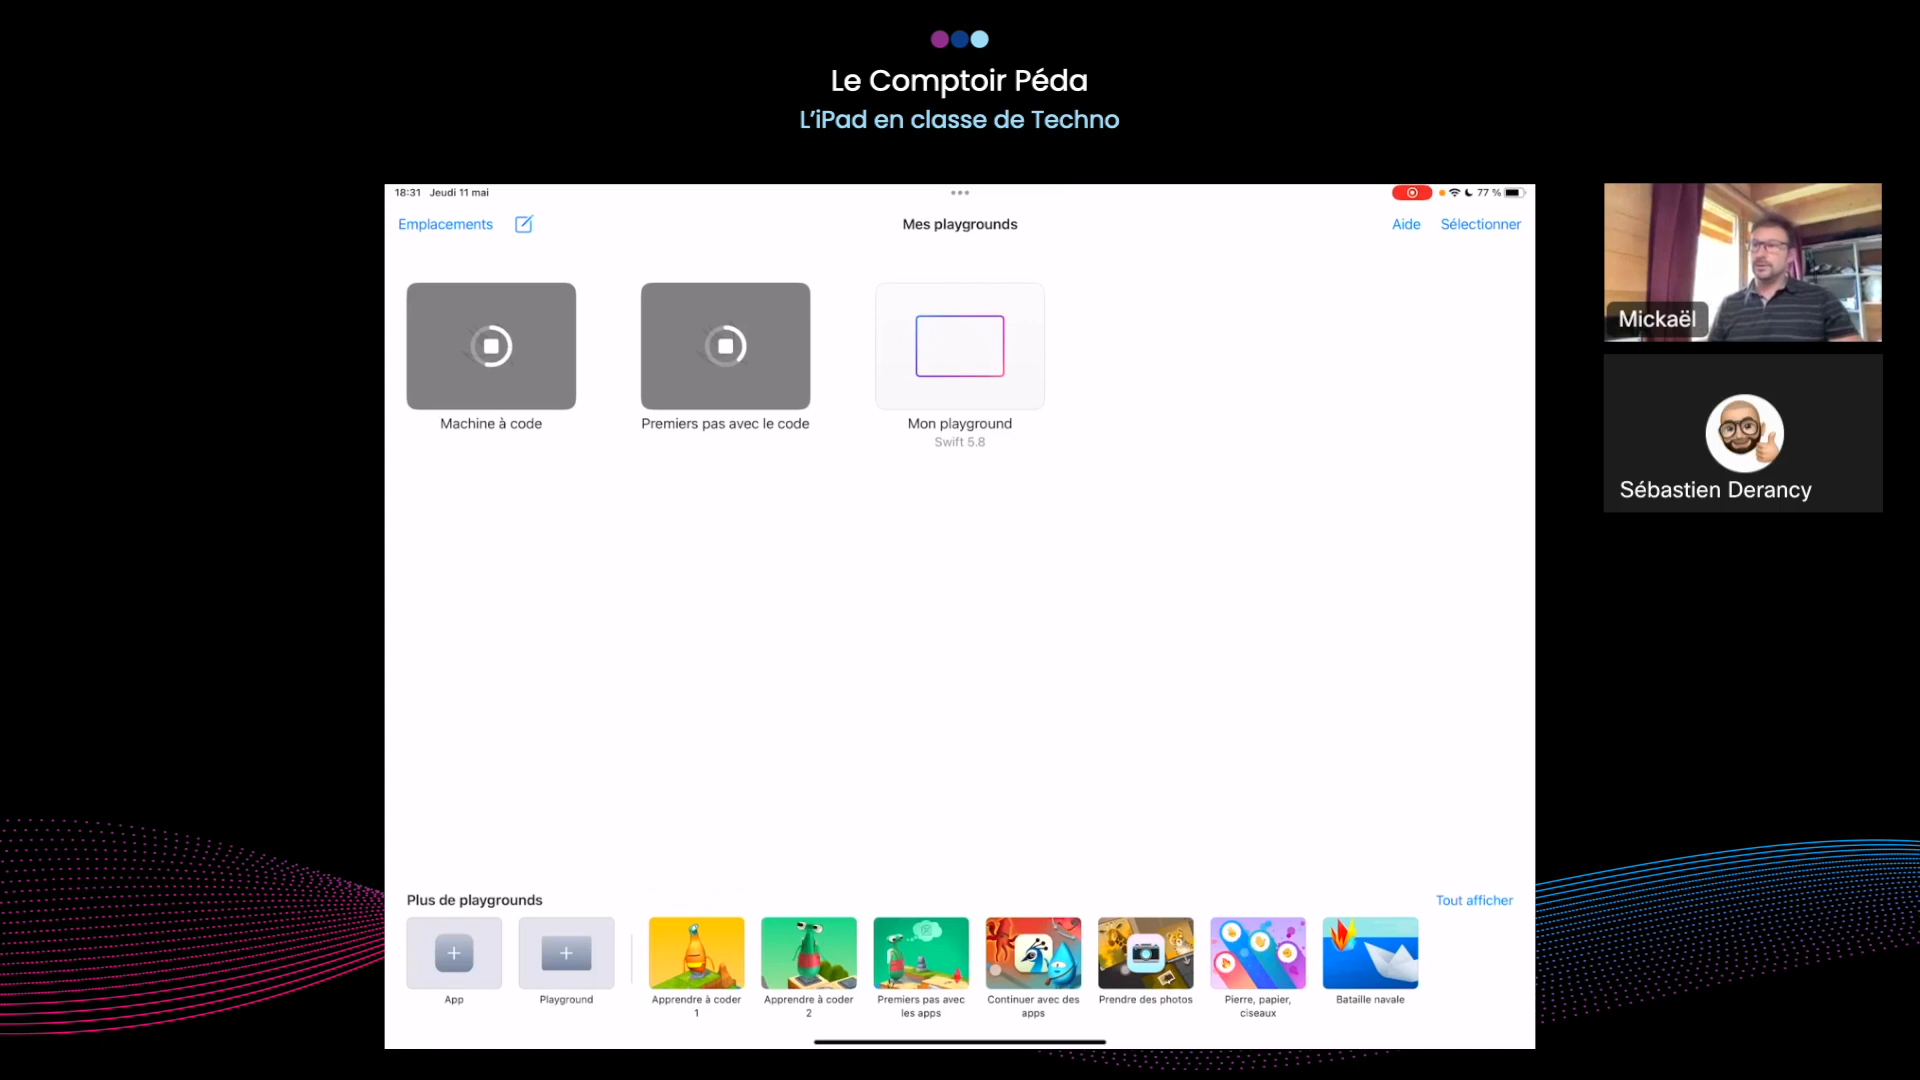 Le Comptoir Péda
L'iPad en classe de Techno
18:31 Jeudi 11 mai
77 %
Emplacements
Mes playgrounds
Aide
Sélectionner
Machine à code
Premiers pas avec le code
Mon playground
Swift 5.8
Mickaël
Sébastien Derancy
Plus de playgrounds
Tout afficher
App
Playground
Apprendre à coder
1
Apprendre à coder
2
Premiers pas avec
les apps
Continuer avec des
apps
Prendre des photos
Pierre, papier,
ciseaux
Bataille navale